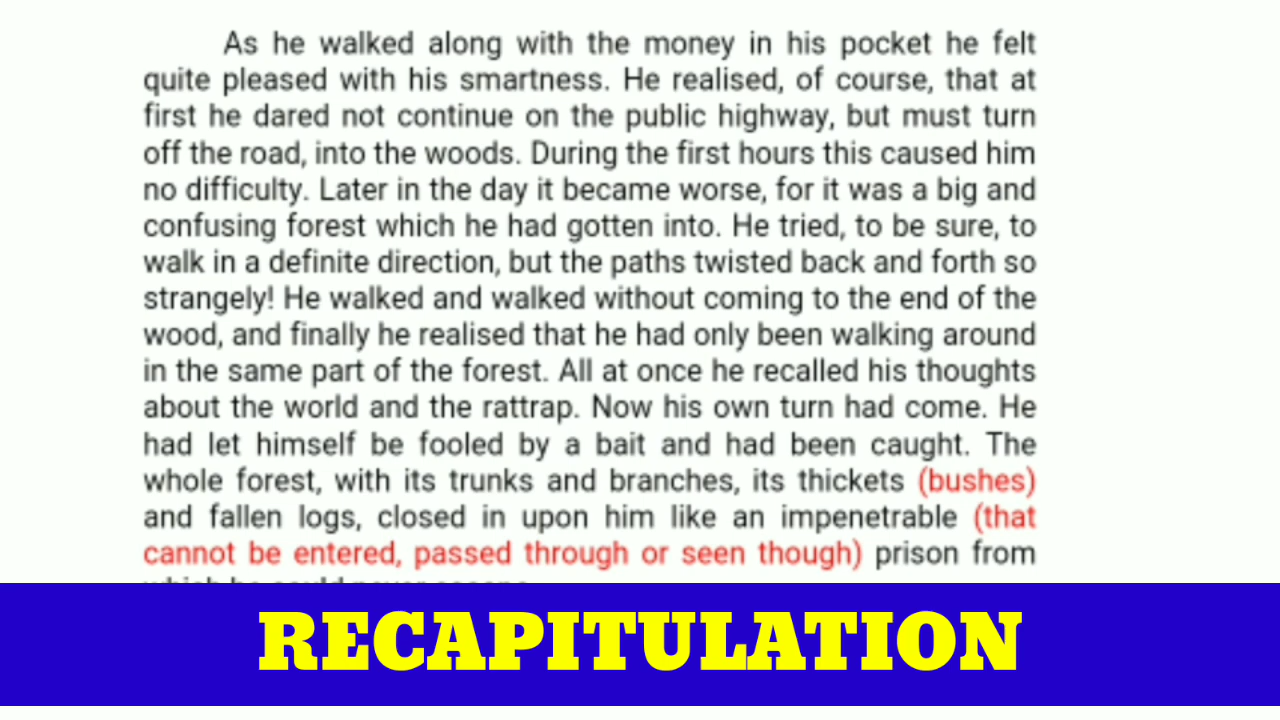 As he walked along with the money in his pocket he felt
quite pleased with his smartness. He realised, of course, that at
first he dared not continue on the public highway, but must turn
off the road, into the woods. During the first hours this caused him
no difficulty. Later in the day it became worse, for it was a big and
confusing forest which he had gotten into. He tried, to be sure, to
walk in a definite direction, but the paths twisted back and forth so
strangely! He walked and walked without coming to the end of the
wood, and finally he realised that he had only been walking around
in the same part of the forest. All at once he recalled his thoughts
about the world and the rattrap. Now his own turn had come. He
had let himself be fooled by a bait and had been caught. The
whole forest, with its trunks and branches, its thickets (bushes)
and fallen logs, closed in upon him like an impenetrable (that
cannot be entered, passed through or seen though) prison from
which he could never escape.
RECAPITULATION